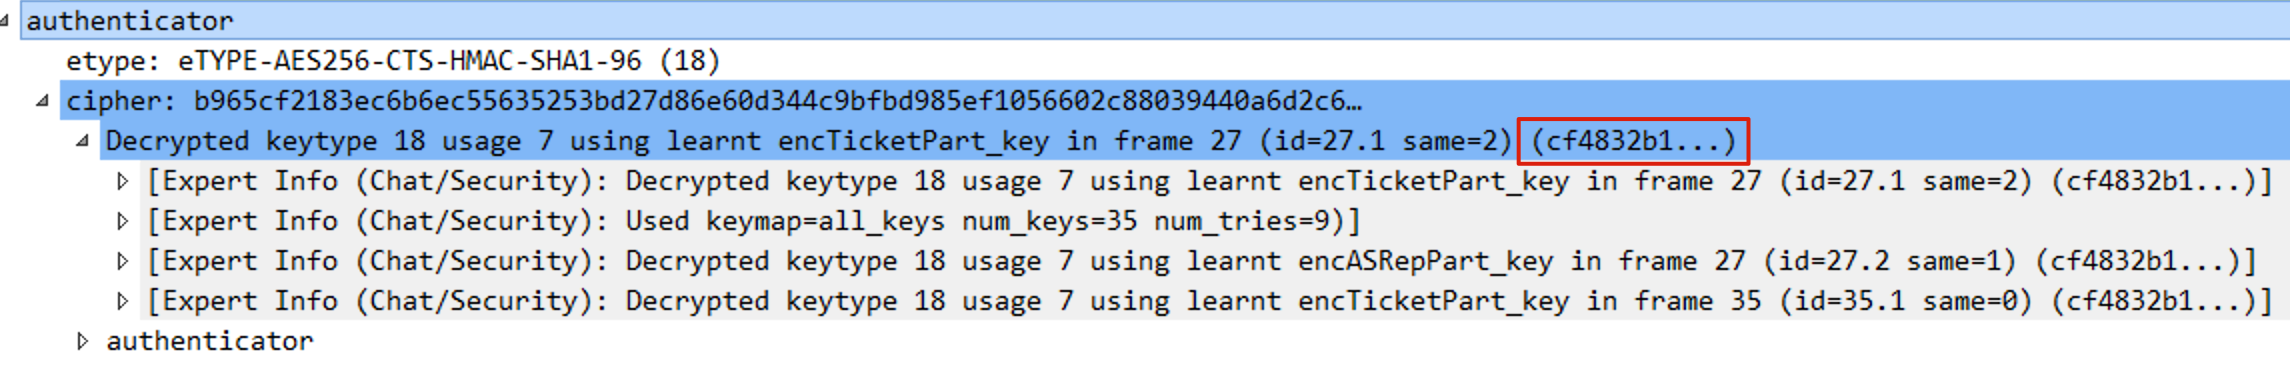 authenticator
etype: eTYPE-AES256-CTS-HMAC-SHA1-96 (18)
cipher: b965cf2183ec6b6ec55635253bd27d86e60d344c9bfbd985ef1056602c88039440a6d2c6…
Decrypted keytype 18 usage 7 using learnt encTicketPart_key in frame 27 (id=27.1 same=2) (cf4832b1...)
[Expert Info (Chat/Security): Decrypted keytype 18 usage 7 using learnt encTicketPart_key in frame 27 (id=27.1 same=2) (cf4832b1...)]
[Expert Info (Chat/Security): Used keymap=all_keys num_keys=35 num_tries=9)]
[Expert Info (Chat/Security): Decrypted keytype 18 usage 7 using learnt encASRepPart_key in frame 27 (id=27.2 same=1) (cf4832b1...)]
[Expert Info (Chat/Security): Decrypted keytype 18 usage 7 using learnt encTicketPart_key in frame 35 (id=35.1 same=0) (cf4832b1...)]
authenticator